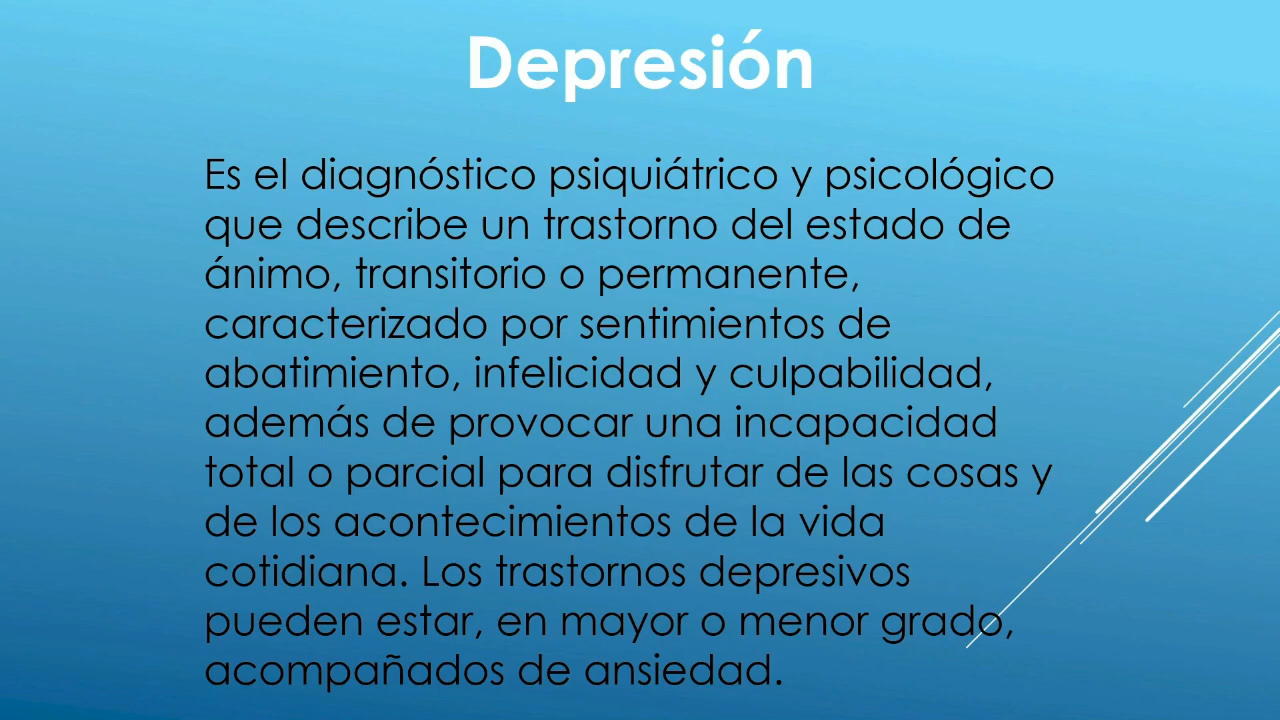 Depresión
Es el diagnóstico psiquiátrico y psicológico
que describe un trastorno del estado de
ánimo, transitorio o permanente,
caracterizado por sentimientos de
abatimiento, infelicidad y culpabilidad,
además de provocar una incapacidad
total o parcial para disfrutar de las cosas y
de los acontecimientos de la vida
cotidiana. Los trastornos depresivos
pueden estar, en mayor o menor grado,
acompañados de ansiedad.